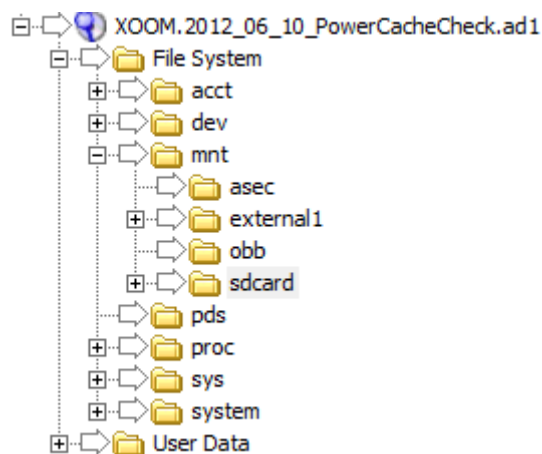 XOOM.2012_06_10_PowerCacheCheck.ad1
File System
acct
dev
mnt
asec
external1
obb
sdcard
pds
proc
sys
system
User Data